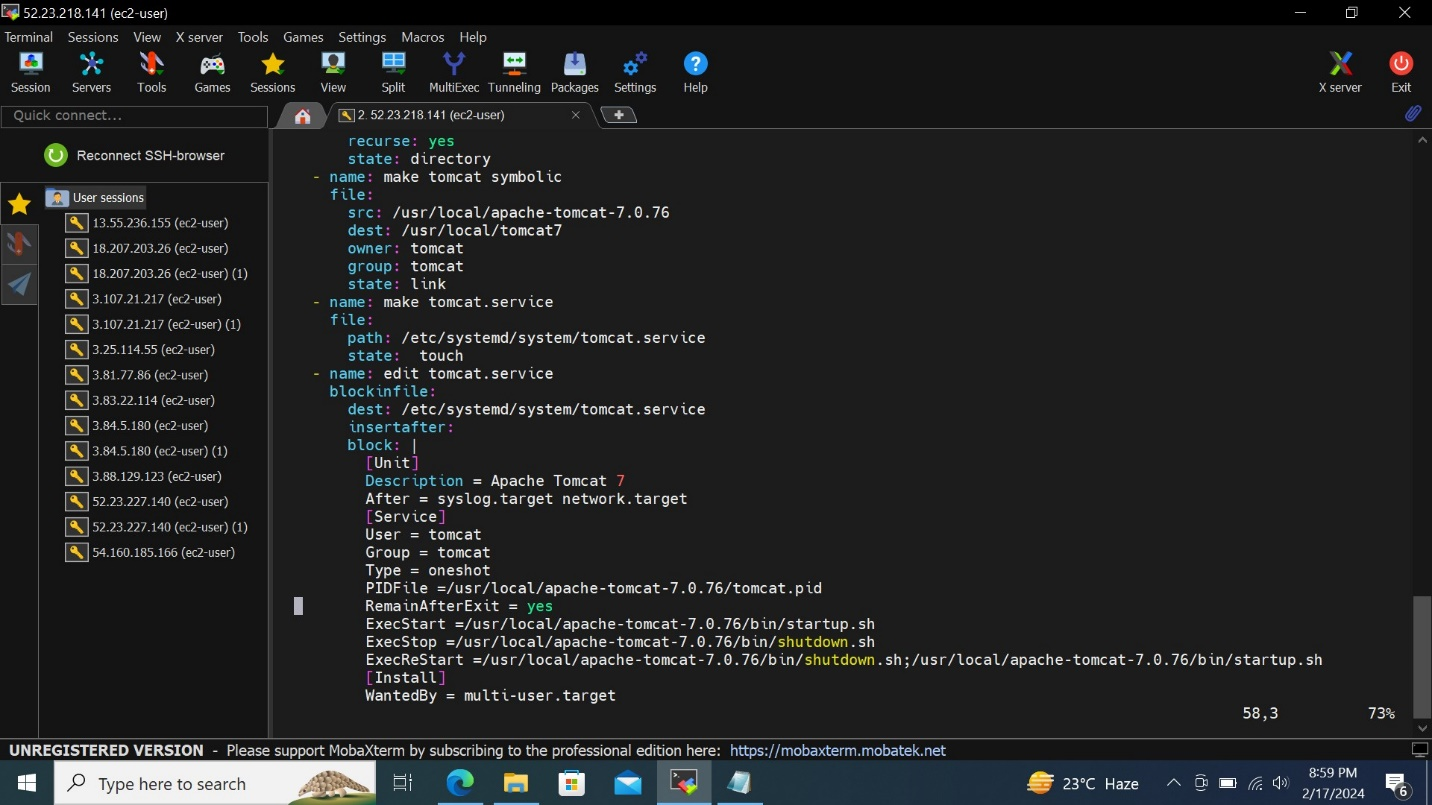 52.23.218.141 (ec2-user)
Terminal Sessions View X server Tools Games Settings Macros Help
Session Servers Tools Games Sessions View Split MultiExec Tunneling Packages Settings Help X server Exit
Quick connect...
2. 52.23.218.141 (ec2-user)
Reconnect SSH-browser
User sessions
13.55.236.155 (ec2-user)
18.207.203.26 (ec2-user)
18.207.203.26 (ec2-user) (1)
3.107.21.217 (ec2-user)
3.107.21.217 (ec2-user) (1)
3.25.114.55 (ec2-user)
3.81.77.86 (ec2-user)
3.83.22.114 (ec2-user)
3.84.5.180 (ec2-user)
3.84.5.180 (ec2-user) (1)
3.88.129.123 (ec2-user)
52.23.227.140 (ec2-user)
52.23.227.140 (ec2-user) (1)
54.160.185.166 (ec2-user)
recurse: yes
state: directory
- name: make tomcat symbolic
file:
src: /usr/local/apache-tomcat-7.0.76
dest: /usr/local/tomcat7
owner: tomcat
group: tomcat
state: link
- name: make tomcat.service
file:
path: /etc/systemd/system/tomcat.service
state:  touch
- name: edit tomcat.service
blockinfile:
dest: /etc/systemd/system/tomcat.service
insertafter:
block: |
[Unit]
Description = Apache Tomcat 7
After = syslog.target network.target
[Service]
User = tomcat
Group = tomcat
Type = oneshot
PIDFile =/usr/local/apache-tomcat-7.0.76/tomcat.pid
RemainAfterExit = yes
ExecStart =/usr/local/apache-tomcat-7.0.76/bin/startup.sh
ExecStop =/usr/local/apache-tomcat-7.0.76/bin/shutdown.sh
ExecReStart =/usr/local/apache-tomcat-7.0.76/bin/shutdown.sh;/usr/local/apache-tomcat-7.0.76/bin/startup.sh
[Install]
WantedBy = multi-user.target
58,3 73%
UNREGISTERED VERSION - Please support MobaXterm by subscribing to the professional edition here: https://mobaxterm.mobatek.net
Type here to search
23°C Haze
8:59 PM
2/17/2024
6